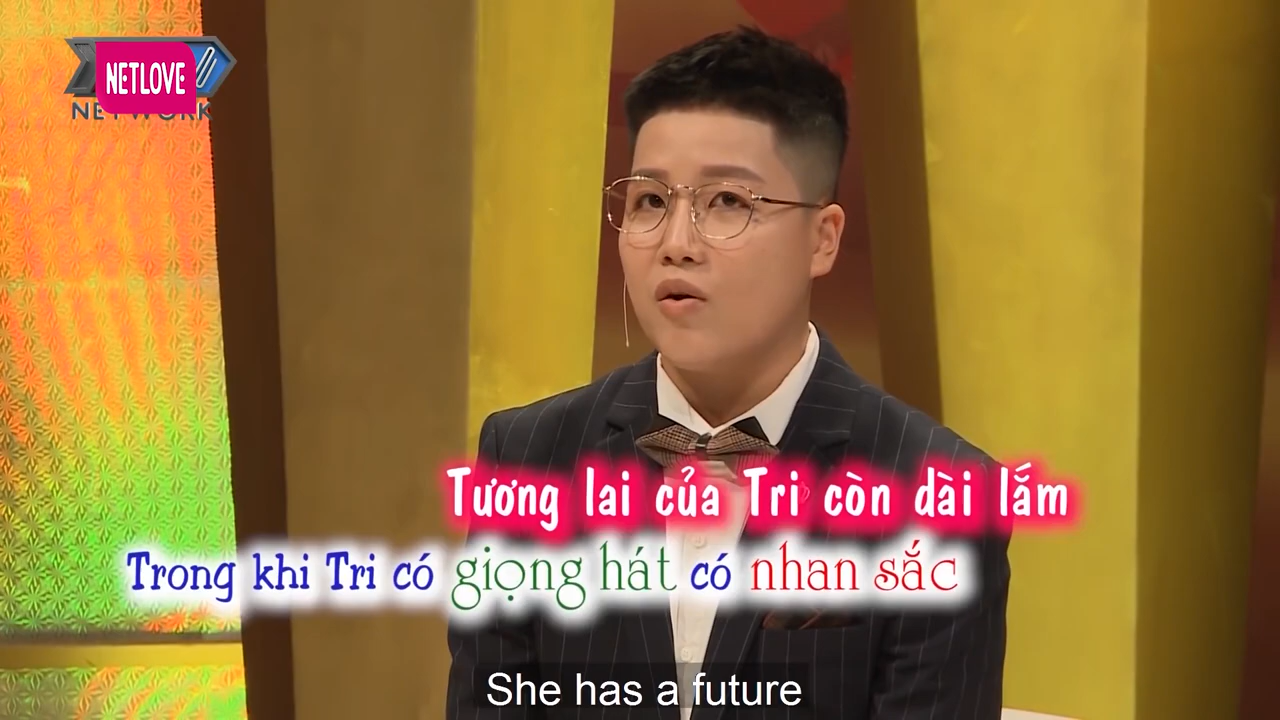 NETLOVE
NETWORK
Tương lai của Tri còn dài lắm
Trong khi Tri có giọng hát có nhan sắc
She has a future